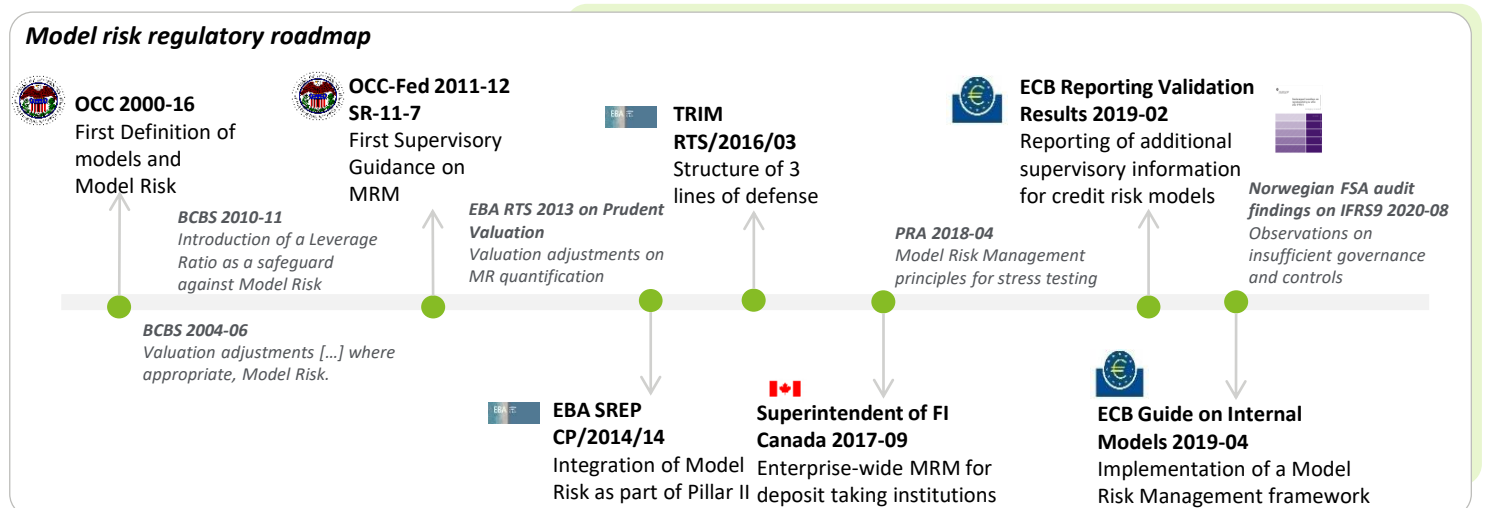 Model risk regulatory roadmap
OCC 2000-16
First Definition of
models and
Model Risk
BCBS 2004-06
Valuation adjustments […] where
appropriate, Model Risk.
BCBS 2010-11
Introduction of a Leverage
Ratio as a safeguard
against Model Risk
OCC-Fed 2011-12
SR-11-7
First Supervisory
Guidance on
MRM
EBA RTS 2013 on Prudent
Valuation
Valuation adjustments on
MR quantification
EBA
EBA SREP
CP/2014/14
Integration of Model
Risk as part of Pillar II
EBA
TRIM
RTS/2016/03
Structure of 3
lines of defense
Superintendent of FI
Canada 2017-09
Enterprise-wide MRM for
deposit taking institutions
PRA 2018-04
Model Risk Management
principles for stress testing
ECB Reporting Validation
Results 2019-02
Reporting of additional
supervisory information
for credit risk models
ECB Guide on Internal
Models 2019-04
Implementation of a Model
Risk Management framework
Norwegian FSA audit
findings on IFRS9 2020-08
Observations on
insufficient governance
and controls